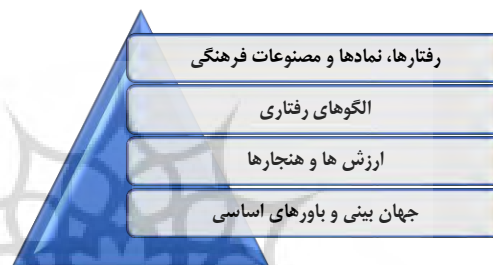 رفتارها، نمادها و مصنوعات فرهنگی
الگوهای رفتاری
ارزش ها و هنجارها
جهان بینی و باورهای اساسی